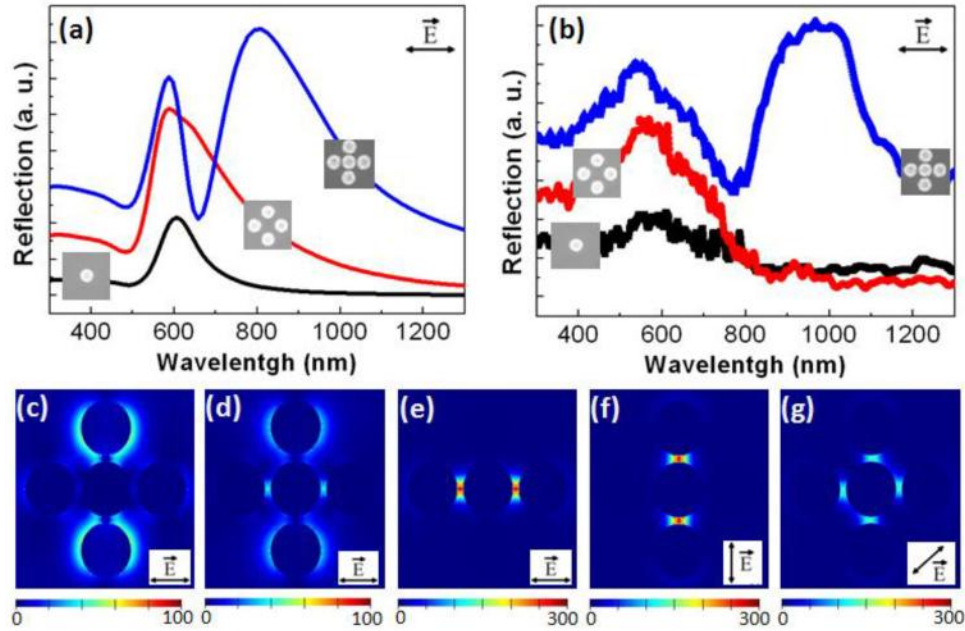 (a)
E
Reflection (a. u.)
400 600 800 1000 1200
Wavelentgh (nm)
(b)
E
Reflection (a. u.)
400 600 800 1000 1200
Wavelentgh (nm)
(c)
E
0 100
(d)
E
0 100
(e)
E
0 300
(f)
E
0 300
(g)
E
0 300